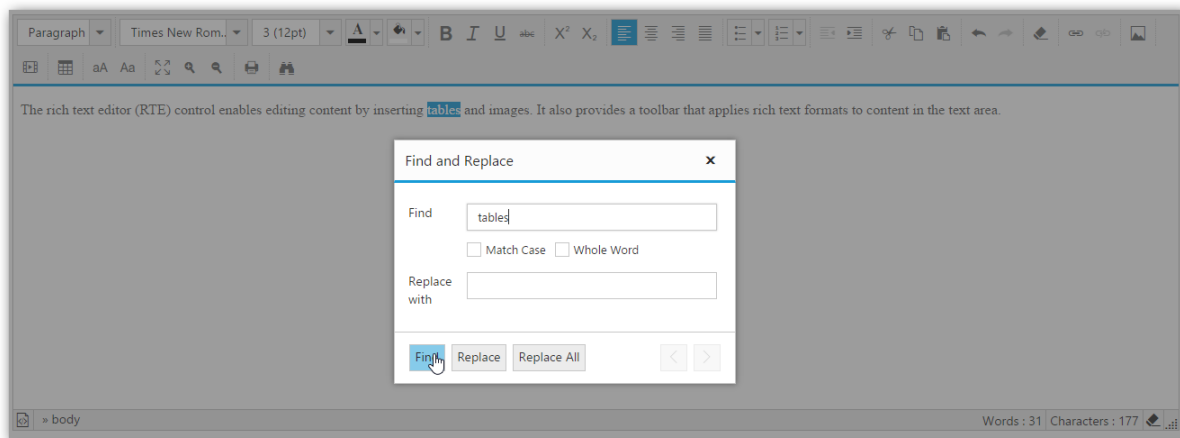 Paragraph Times New Rom.. 3 (12pt) A B I U abc X² X₂
aA Aa
The rich text editor (RTE) control enables editing content by inserting tables and images. It also provides a toolbar that applies rich text formats to content in the text area.
Find and Replace
Find tables
Match Case Whole Word
Replace
with
Find Replace Replace All
» body Words : 31 Characters : 177